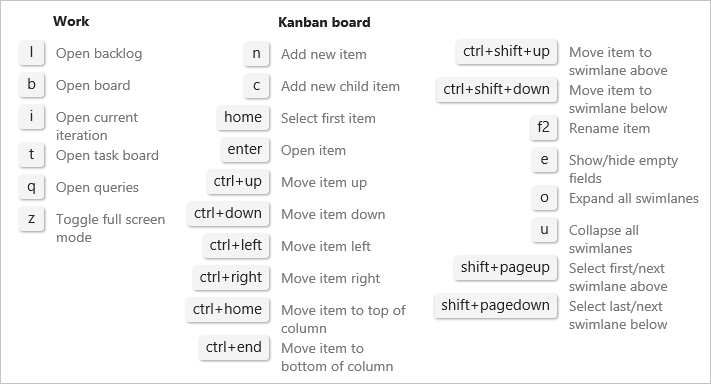 Work
l Open backlog
b Open board
i Open current
iteration
t Open task board
q Open queries
z Toggle full screen
mode
Kanban board
n Add new item
c Add new child item
home Select first item
enter Open item
ctrl+up Move item up
ctrl+down Move item down
ctrl+left Move item left
ctrl+right Move item right
ctrl+home Move item to top of
column
ctrl+end Move item to
bottom of column
ctrl+shift+up Move item to
swimlane above
ctrl+shift+down Move item to
swimlane below
f2 Rename item
e Show/hide empty
fields
o Expand all swimlanes
u Collapse all
swimlanes
shift+pageup Select first/next
swimlane above
shift+pagedown Select last/next
swimlane below